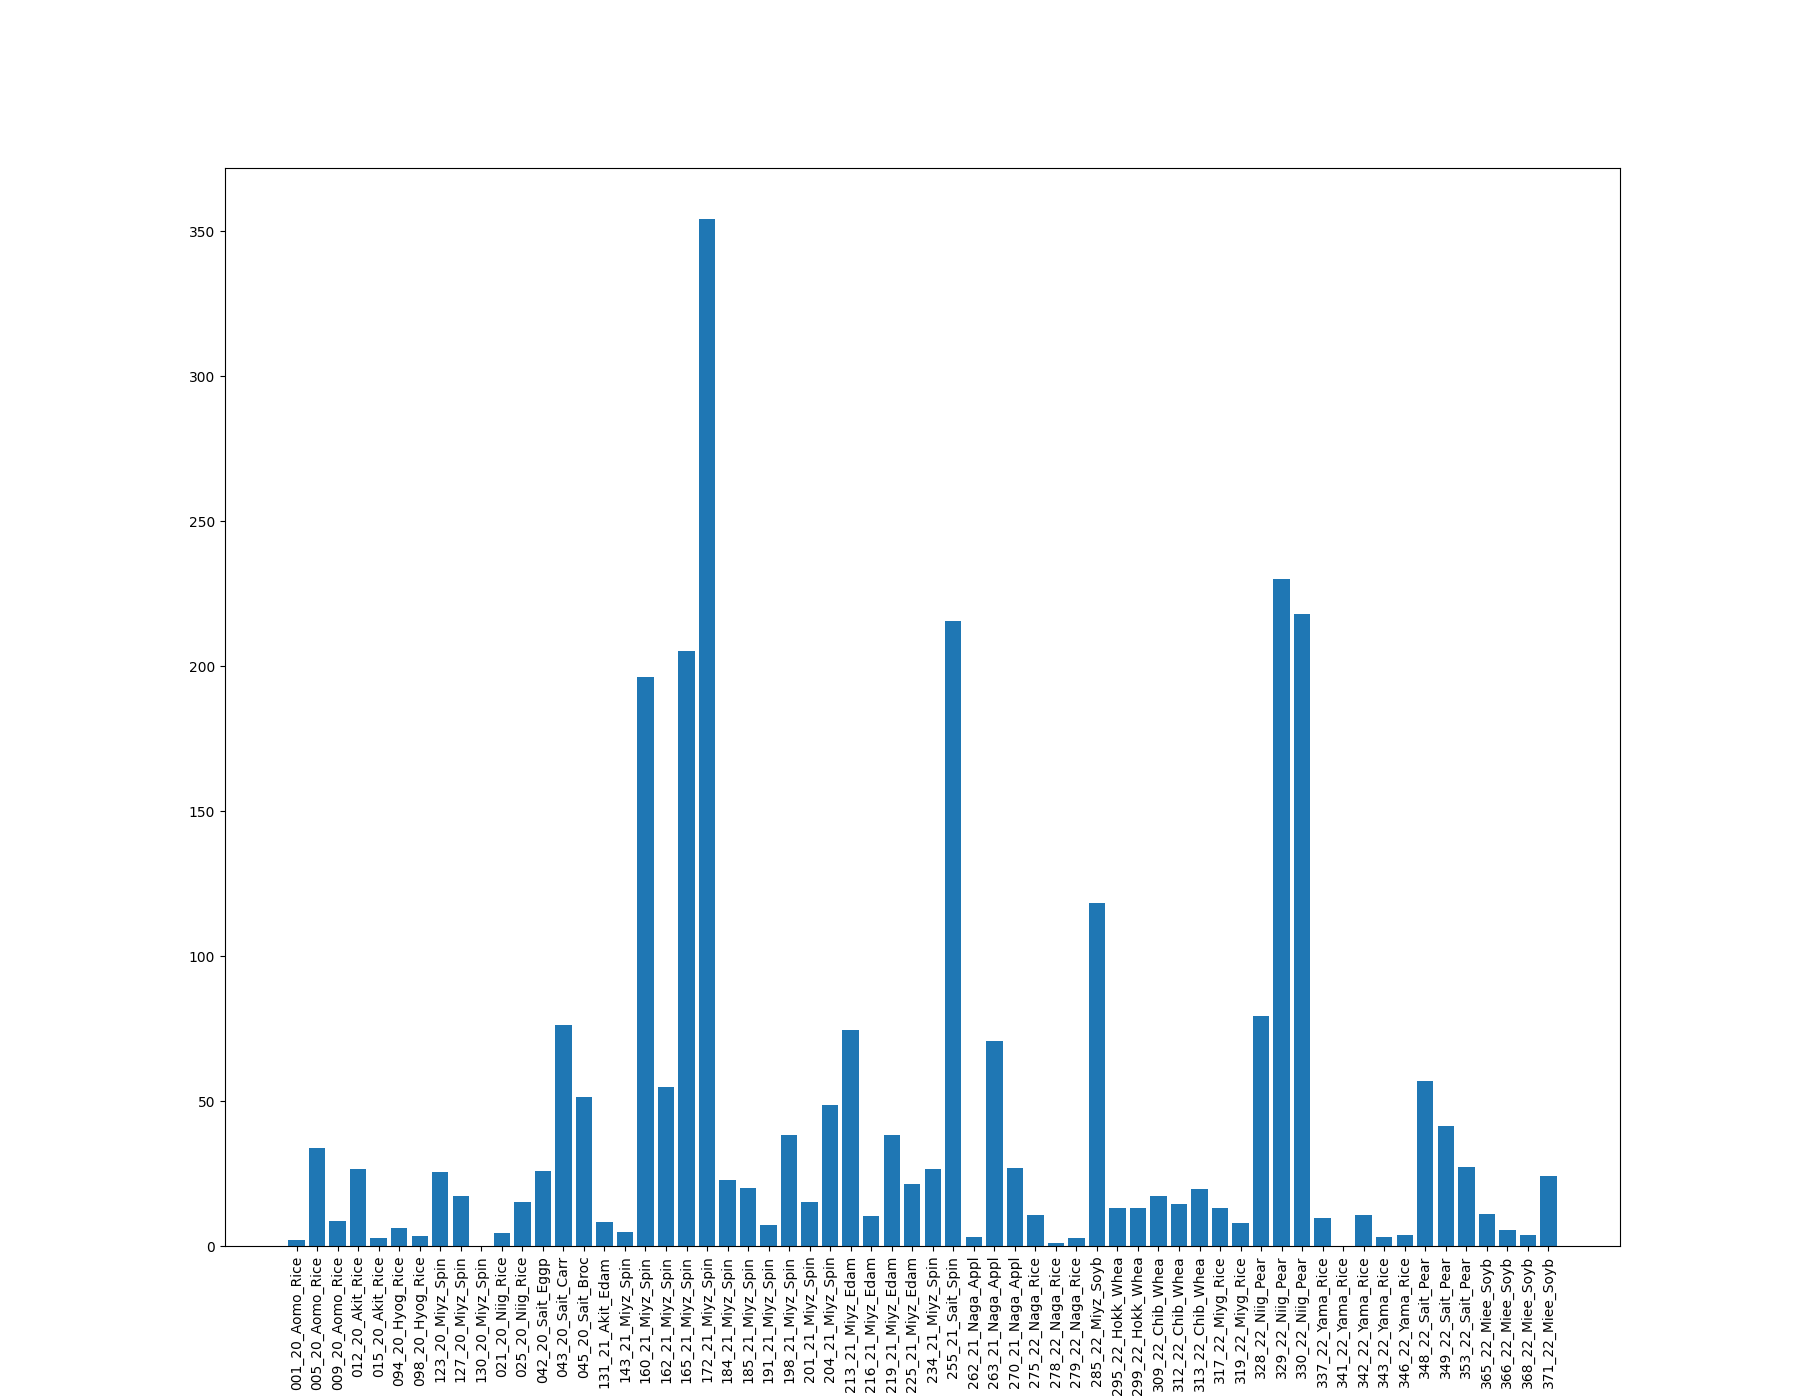 350
300
250
200
150
100
50
0
001_20_Aomo_Rice
005_20_Aomo_Rice
009_20_Aomo_Rice
012_20_Akit_Rice
015_20_Akit_Rice
094_20_Hyog_Rice
098_20_Hyog_Rice
123_20_Miyz_Spin
127_20_Miyz_Spin
130_20_Miyz_Spin
021_20_Niig_Rice
025_20_Niig_Rice
042_20_Sait_Eggp
043_20_Sait_Carr
045_20_Sait_Broc
131_21_Akit_Edam
143_21_Miyz_Spin
160_21_Miyz_Spin
162_21_Miyz_Spin
165_21_Miyz_Spin
172_21_Miyz_Spin
184_21_Miyz_Spin
185_21_Miyz_Spin
191_21_Miyz_Spin
198_21_Miyz_Spin
201_21_Miyz_Spin
204_21_Miyz_Spin
213_21_Miyz_Edam
216_21_Miyz_Edam
219_21_Miyz_Edam
225_21_Miyz_Edam
234_21_Miyz_Spin
255_21_Sait_Spin
262_21_Naga_Appl
263_21_Naga_Appl
270_21_Naga_Appl
275_22_Naga_Rice
278_22_Naga_Rice
279_22_Naga_Rice
285_22_Miyz_Soyb
295_22_Hokk_Whea
299_22_Hokk_Whea
309_22_Chib_Whea
312_22_Chib_Whea
313_22_Chib_Whea
317_22_Miyg_Rice
319_22_Miyg_Rice
328_22_Niig_Pear
329_22_Niig_Pear
330_22_Niig_Pear
337_22_Yama_Rice
341_22_Yama_Rice
342_22_Yama_Rice
343_22_Yama_Rice
346_22_Yama_Rice
348_22_Sait_Pear
349_22_Sait_Pear
353_22_Sait_Pear
365_22_Miee_Soyb
366_22_Miee_Soyb
368_22_Miee_Soyb
371_22_Miee_Soyb